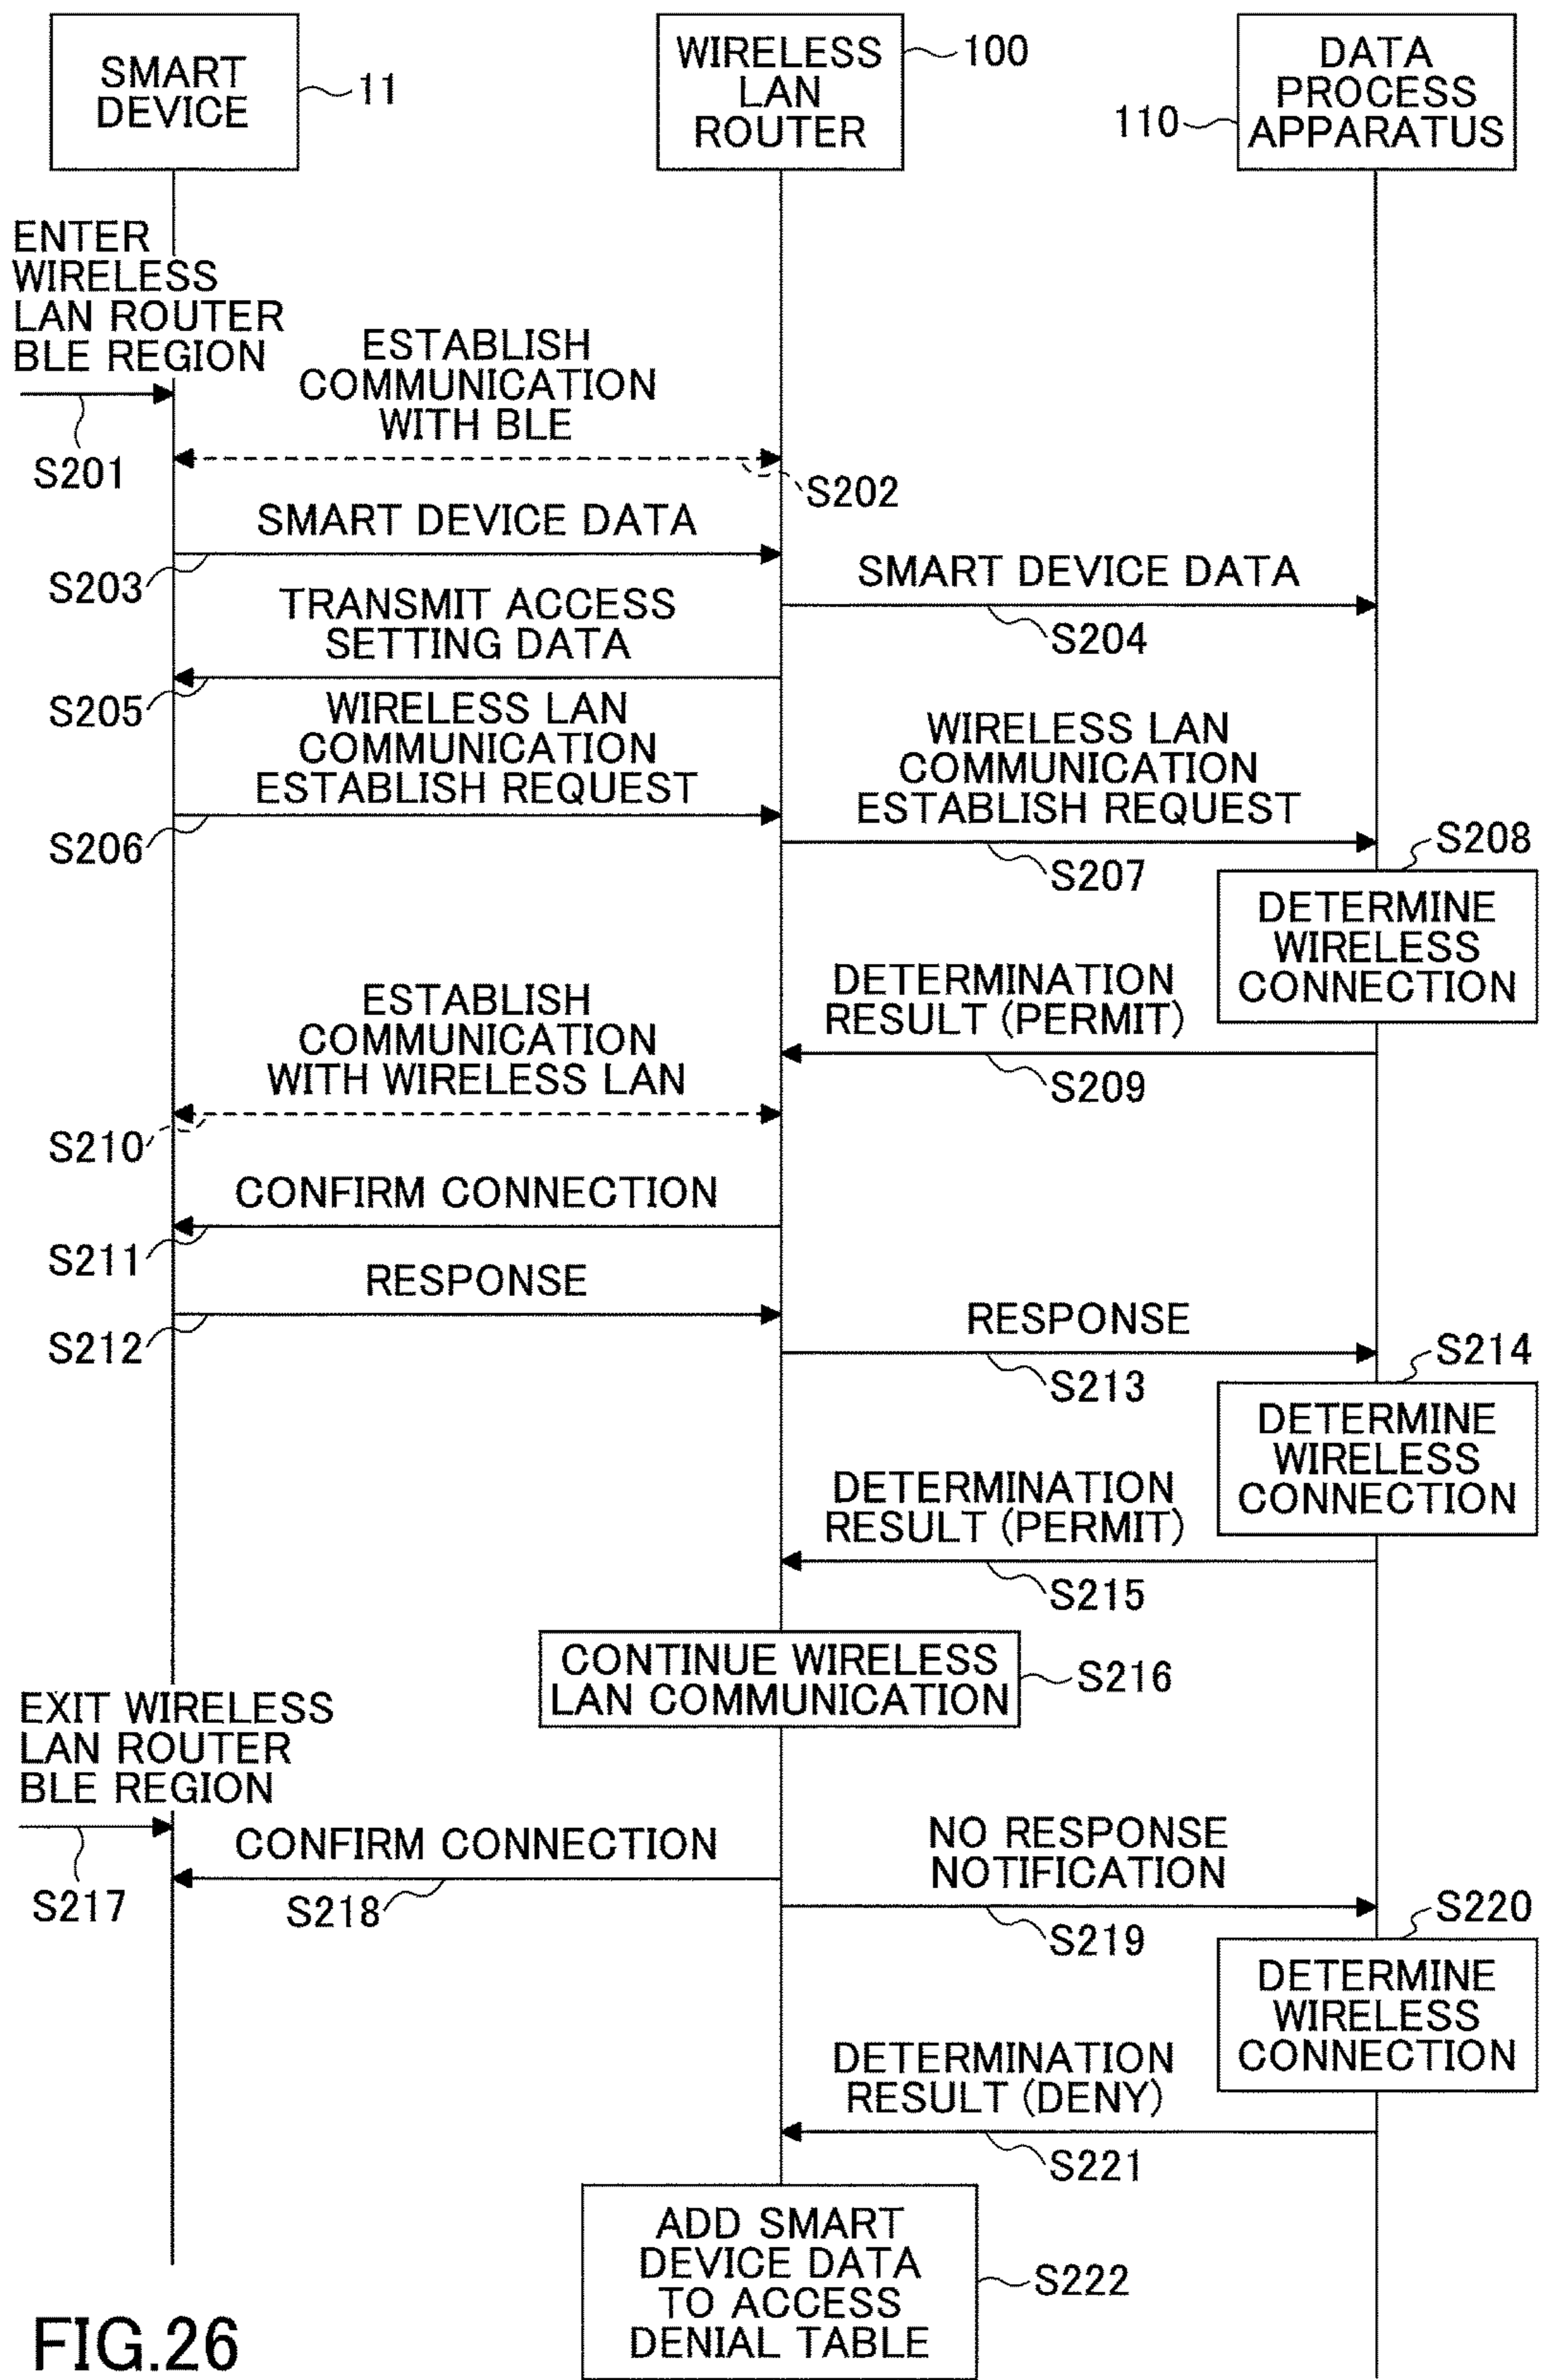 SMART
DEVICE
11
WIRELESS
LAN
ROUTER
100
DATA
PROCESS
APPARATUS
110
ENTER
WIRELESS
LAN ROUTER
BLE REGION
S201
ESTABLISH
COMMUNICATION
WITH BLE
S202
SMART DEVICE DATA
S203
SMART DEVICE DATA
S204
TRANSMIT ACCESS
SETTING DATA
S205
WIRELESS LAN
COMMUNICATION
ESTABLISH REQUEST
S206
WIRELESS LAN
COMMUNICATION
ESTABLISH REQUEST
S207
S208
DETERMINE
WIRELESS
CONNECTION
DETERMINATION
RESULT (PERMIT)
S209
ESTABLISH
COMMUNICATION
WITH WIRELESS LAN
S210
CONFIRM CONNECTION
S211
RESPONSE
S212
RESPONSE
S213
S214
DETERMINE
WIRELESS
CONNECTION
DETERMINATION
RESULT (PERMIT)
S215
CONTINUE WIRELESS
LAN COMMUNICATION
S216
EXIT WIRELESS
LAN ROUTER
BLE REGION
S217
CONFIRM CONNECTION
S218
NO RESPONSE
NOTIFICATION
S219
S220
DETERMINE
WIRELESS
CONNECTION
DETERMINATION
RESULT (DENY)
S221
ADD SMART
DEVICE DATA
TO ACCESS
DENIAL TABLE
S222
FIG.26